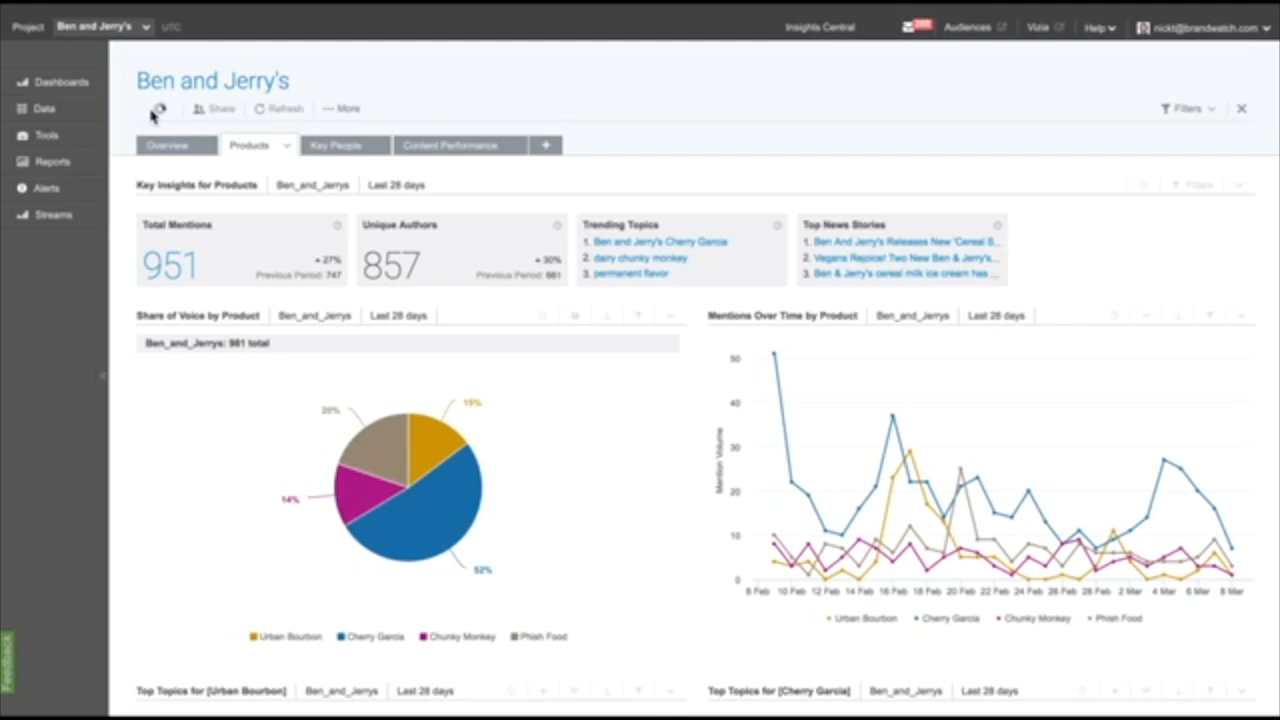 Project Ben and Jerry's UTC Insights Central Audiences Vizia Help nickt@brandwatch.com
Dashboards
Data
Tools
Reports
Alerts
Streams
Feedback
Ben and Jerry's
Share Refresh ··· More Filters
Overview Products Key People Content Performance +
Key Insights for Products Ben_and_Jerrys Last 28 days Filters
Total Mentions
951
27%
Previous Period: 747
Unique Authors
857
30%
Previous Period: 661
Trending Topics
1. Ben and Jerry's Cherry Garcia
2. dairy chunky monkey
3. permanent flavor
Top News Stories
1. Ben And Jerry's Releases New 'Cereal S...
2. Vegans Rejoice! Two New Ben & Jerry's...
3. Ben & Jerry's cereal milk ice cream has ...
Share of Voice by Product Ben_and_Jerrys Last 28 days
Ben_and_Jerrys: 981 total
20% 15%
14%
52%
Urban Bourbon Cherry Garcia Chunky Monkey Phish Food
Mentions Over Time by Product Ben_and_Jerrys Last 28 days
Mention Volume
50
40
30
20
10
0
8 Feb 10 Feb 12 Feb 14 Feb 16 Feb 18 Feb 20 Feb 22 Feb 24 Feb 26 Feb 28 Feb 2 Mar 4 Mar 6 Mar 8 Mar
Urban Bourbon Cherry Garcia Chunky Monkey Phish Food
Top Topics for [Urban Bourbon] Ben_and_Jerrys Last 28 days
Top Topics for [Cherry Garcia] Ben_and_Jerrys Last 28 days